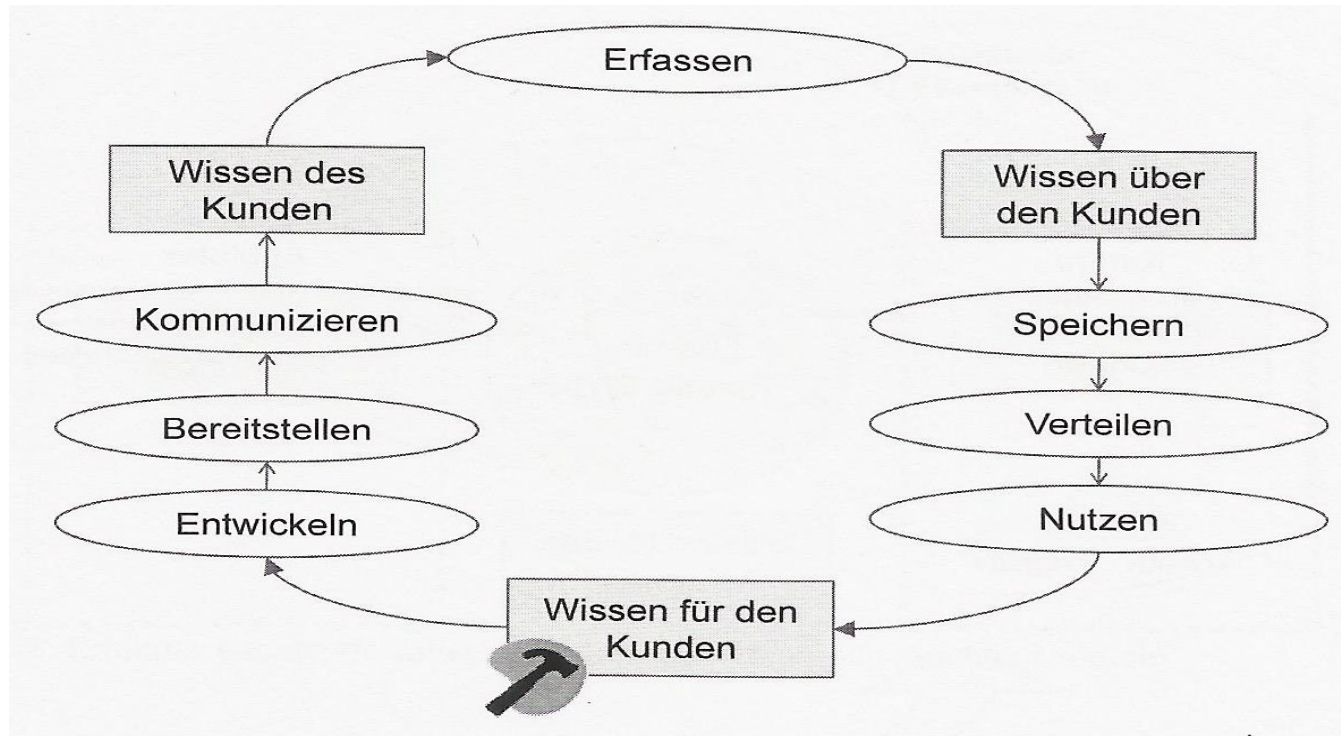 Erfassen
Wissen des
Kunden
Wissen über
den Kunden
Kommunizieren
Speichern
Bereitstellen
Verteilen
Entwickeln
Nutzen
Wissen für den
Kunden